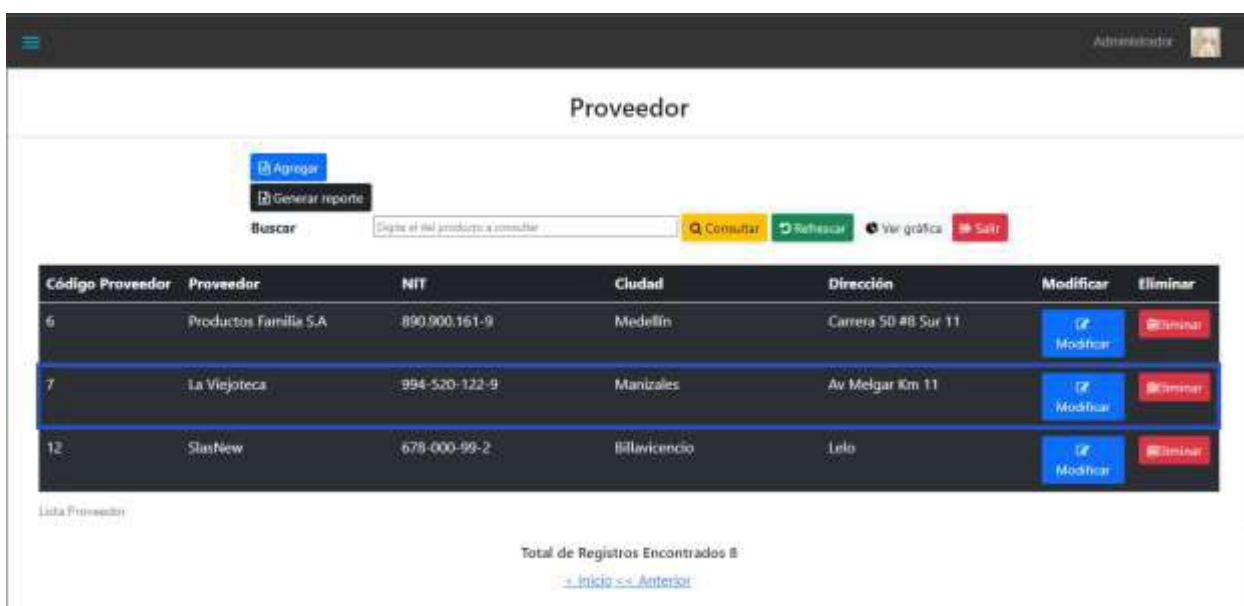 Administrador
Proveedor
Agregar
Generar reporte
Buscar Digite el del producto a consultar Consultar Refrescar Ver gráfica Salir
Código Proveedor Proveedor NIT Ciudad Dirección Modificar Eliminar
6 Productos Familia S.A 890.900.161-9 Medellín Carrera 50 #8 Sur 11 Modificar Eliminar
7 La Viejoteca 994-520-122-9 Manizales Av Melgar Km 11 Modificar Eliminar
12 SlasNew 678-000-99-2 Billavicencio Lelo Modificar Eliminar
Lista Proveedor
Total de Registros Encontrados 8
< Inicio << Anterior